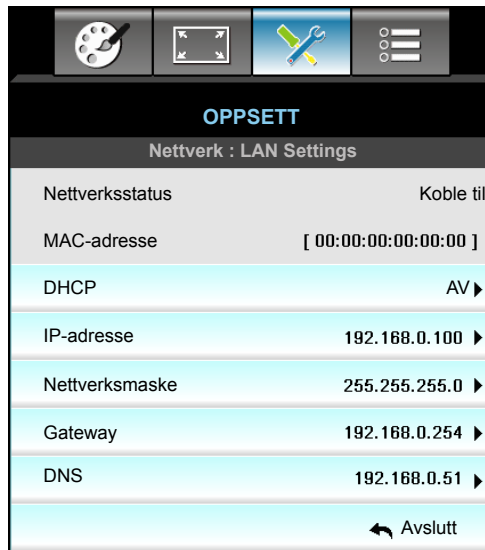 OPPSETT
Nettverk : LAN Settings
Nettverksstatus Koble til
MAC-adresse [ 00:00:00:00:00:00 ]
DHCP AV
IP-adresse 192.168.0.100
Nettverksmaske 255.255.255.0
Gateway 192.168.0.254
DNS 192.168.0.51
Avslutt